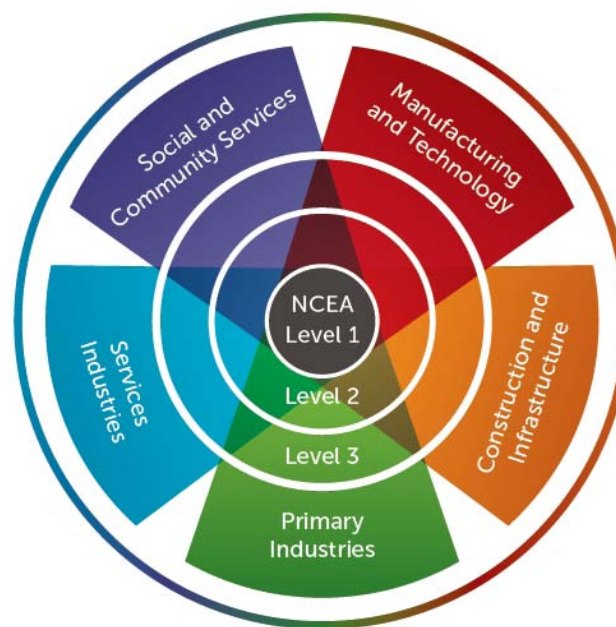 Social and
Community Services
Manufacturing
and Technology
NCEA
Level 1
Services
Industries
Construction and
Infrastructure
Level 2
Level 3
Primary
Industries